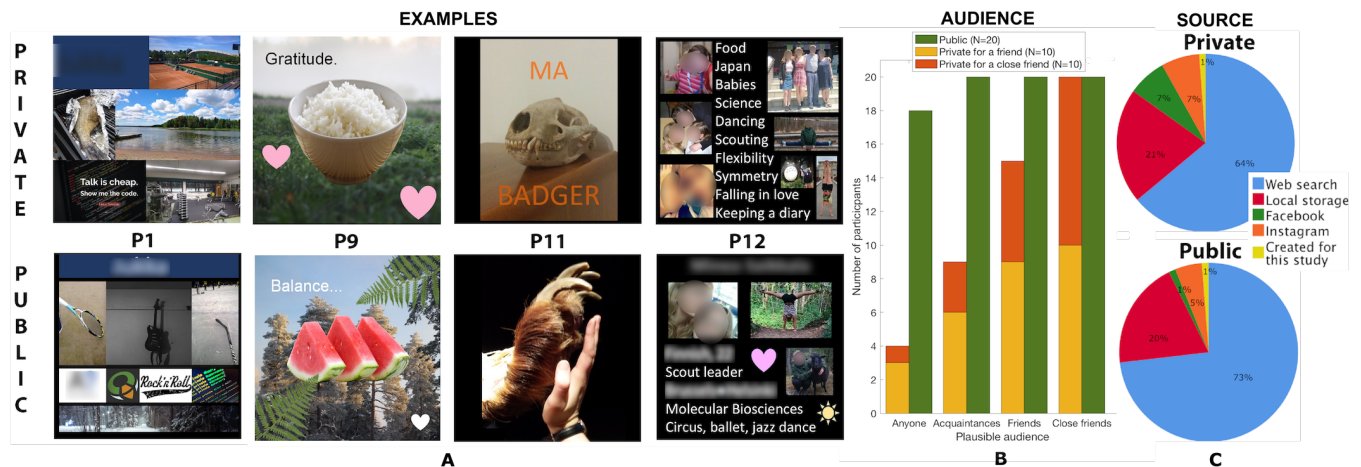 EXAMPLES
AUDIENCE
SOURCE
PRIVATE
Talk is cheap.
Show me the code.
Gratitude.
MA
BADGER
Food
Japan
Babies
Science
Dancing
Scouting
Flexibility
Symmetry
Falling in love
Keeping a diary
P1
P9
P11
P12
PUBLIC
Rock'n'Roll
Balance...
Scout leader
Molecular Biosciences
Circus, ballet, jazz dance
A
Public (N=20)
Private for a friend (N=10)
Private for a close friend (N=10)
Number of participants
20
18
16
14
12
10
8
6
4
2
0
Anyone
Acquaintances
Friends
Close friends
Plausible audience
B
Private
1%
7%
7%
21%
64%
Web search
Local storage
Facebook
Instagram
Created for
this study
Public
1%
1%
5%
20%
73%
C